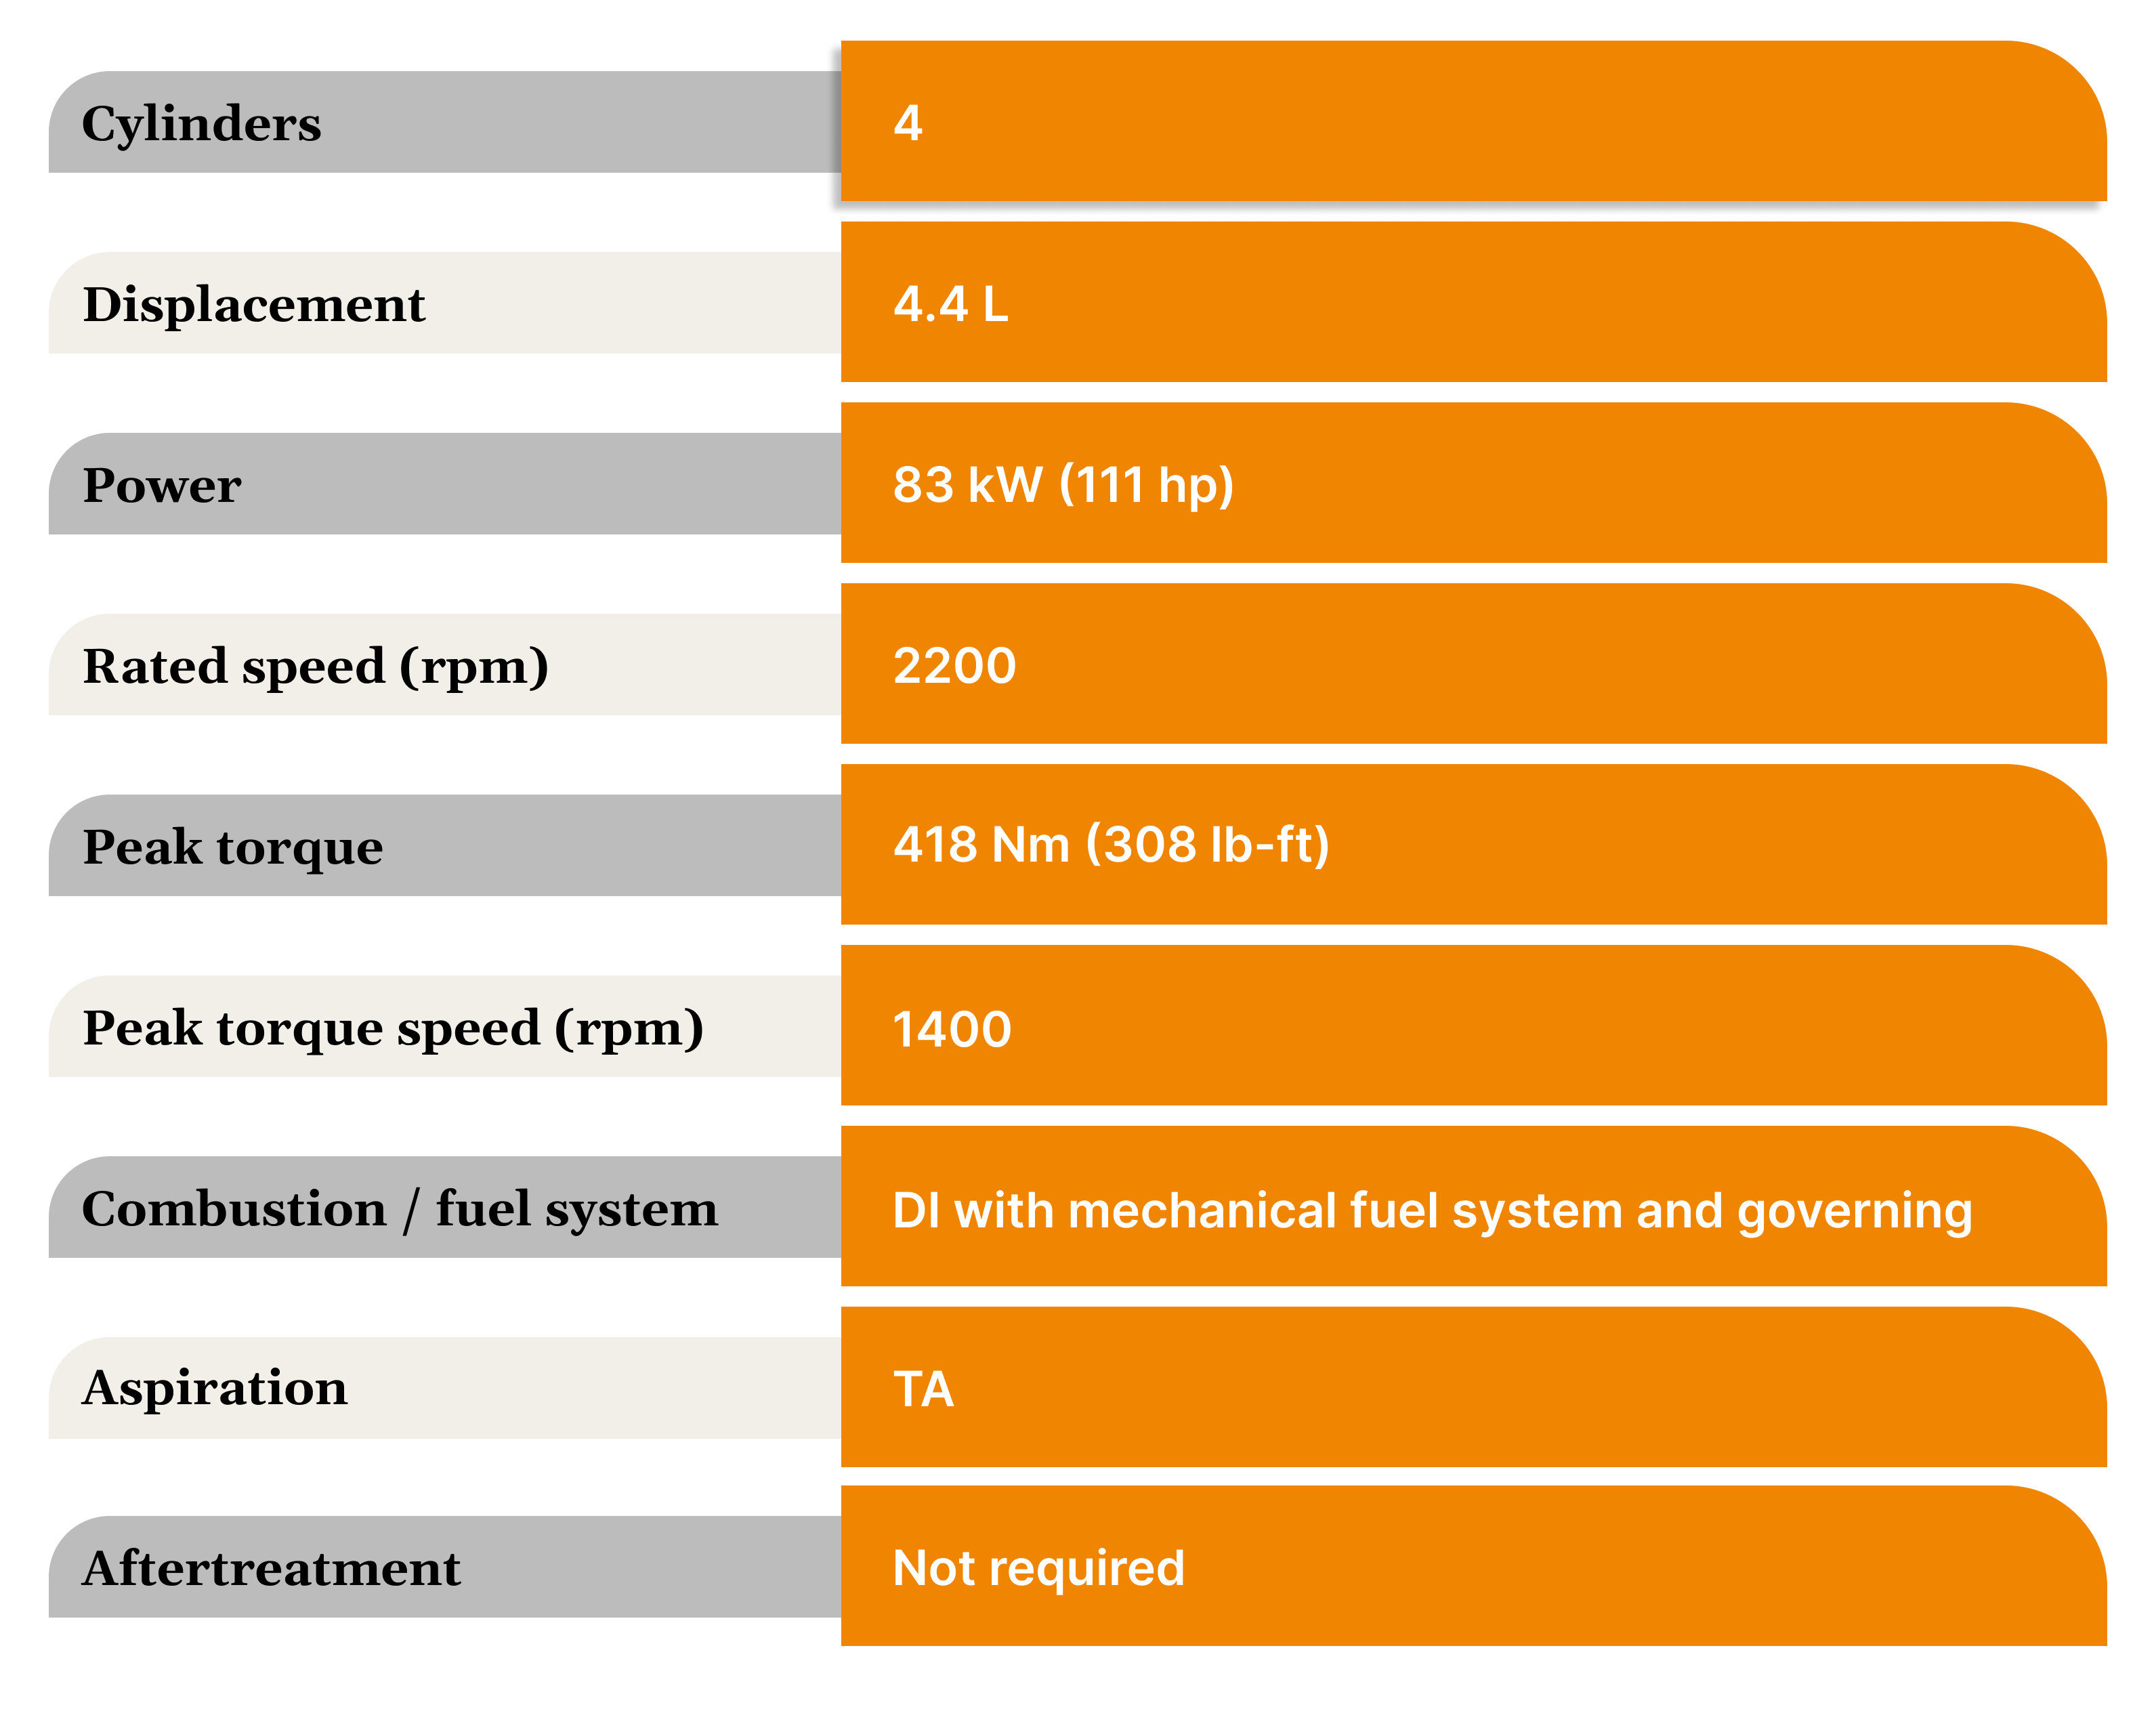 Cylinders 4
Displacement 4.4 L
Power 83 kW (111 hp)
Rated speed (rpm) 2200
Peak torque 418 Nm (308 lb-ft)
Peak torque speed (rpm) 1400
Combustion / fuel system DI with mechanical fuel system and governing
Aspiration TA
Aftertreatment Not required